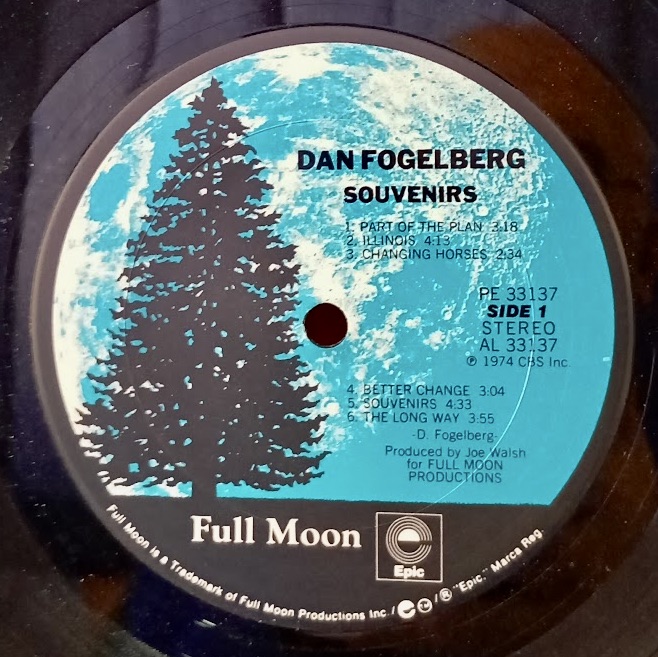 DAN FOGELBERG
SOUVENIRS
1. PART OF THE PLAN 3:18
2. ILLINOIS 4:13
3. CHANGING HORSES 2:34
PE 33137
SIDE 1
STEREO
AL 33137
℗ 1974 CBS Inc.
4. BETTER CHANGE 3:04
5. SOUVENIRS 4:33
6. THE LONG WAY 3:55
-D. Fogelberg-
Produced by Joe Walsh
for FULL MOON
PRODUCTIONS
Full Moon
Epic
Full Moon is a Trademark of Full Moon Productions Inc./ e TM / ® "Epic," Marca Reg.